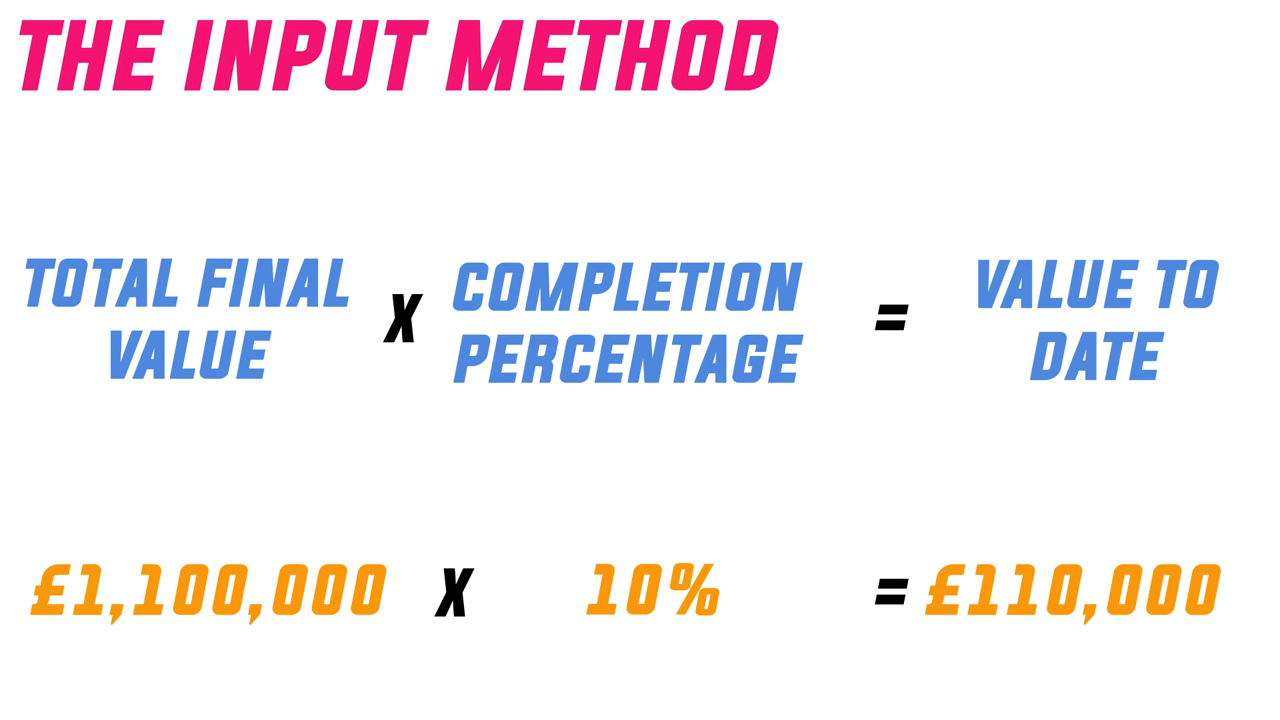 THE INPUT METHOD
TOTAL FINAL
VALUE
X
COMPLETION
PERCENTAGE
=
VALUE TO
DATE
£1,100,000 X 10% = £110,000